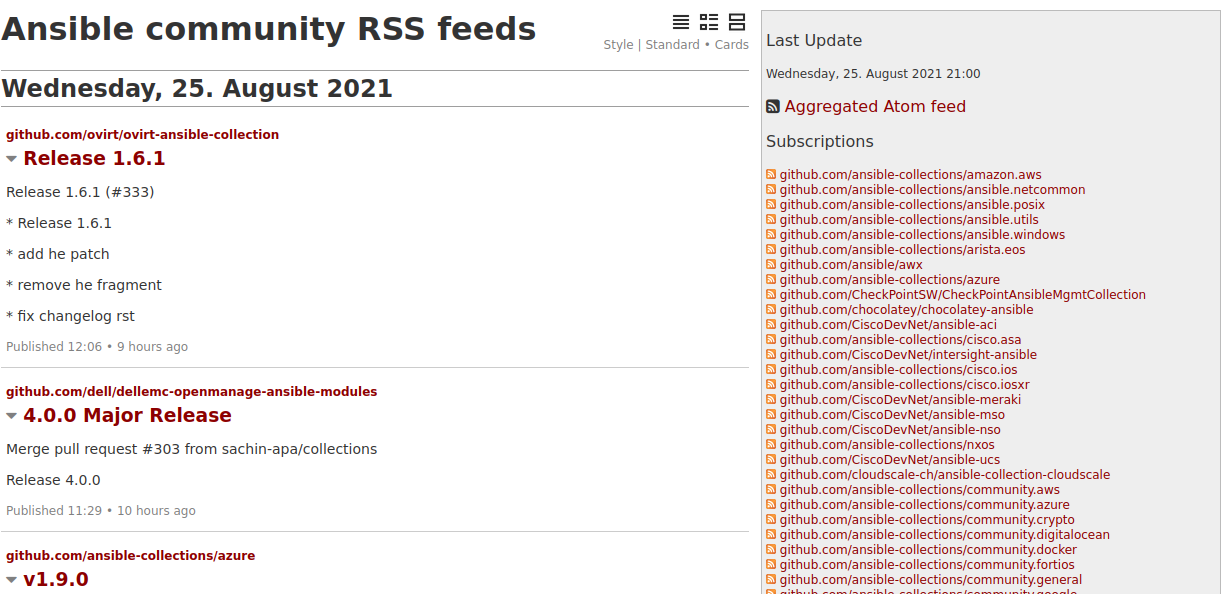 Ansible community RSS feeds
Style | Standard • Cards
Wednesday, 25. August 2021
github.com/ovirt/ovirt-ansible-collection
Release 1.6.1
Release 1.6.1 (#333)
* Release 1.6.1
* add he patch
* remove he fragment
* fix changelog rst
Published 12:06 • 9 hours ago
github.com/dell/dellemc-openmanage-ansible-modules
4.0.0 Major Release
Merge pull request #303 from sachin-apa/collections
Release 4.0.0
Published 11:29 • 10 hours ago
github.com/ansible-collections/azure
v1.9.0
Last Update
Wednesday, 25. August 2021 21:00
Aggregated Atom feed
Subscriptions
github.com/ansible-collections/amazon.aws
github.com/ansible-collections/ansible.netcommon
github.com/ansible-collections/ansible.posix
github.com/ansible-collections/ansible.utils
github.com/ansible-collections/ansible.windows
github.com/ansible-collections/arista.eos
github.com/ansible/awx
github.com/ansible-collections/azure
github.com/CheckPointSW/CheckPointAnsibleMgmtCollection
github.com/chocolatey/chocolatey-ansible
github.com/CiscoDevNet/ansible-aci
github.com/ansible-collections/cisco.asa
github.com/CiscoDevNet/intersight-ansible
github.com/ansible-collections/cisco.ios
github.com/ansible-collections/cisco.iosxr
github.com/CiscoDevNet/ansible-meraki
github.com/CiscoDevNet/ansible-mso
github.com/CiscoDevNet/ansible-nso
github.com/ansible-collections/nxos
github.com/CiscoDevNet/ansible-ucs
github.com/cloudscale-ch/ansible-collection-cloudscale
github.com/ansible-collections/community.aws
github.com/ansible-collections/community.azure
github.com/ansible-collections/community.crypto
github.com/ansible-collections/community.digitalocean
github.com/ansible-collections/community.docker
github.com/ansible-collections/community.fortios
github.com/ansible-collections/community.general
github.com/ansible-collections/community.google